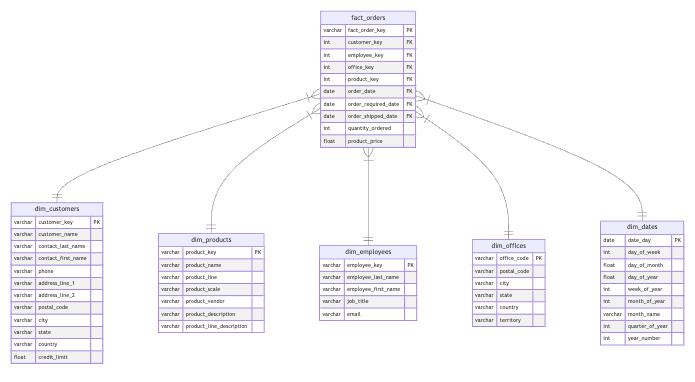 fact_orders
varchar fact_order_key PK
int customer_key FK
int employee_key FK
int office_key FK
int product_key FK
date order_date FK
date order_required_date FK
date order_shipped_date FK
int quantity_ordered
float product_price
dim_customers
varchar customer_key PK
varchar customer_name
varchar contact_last_name
varchar contact_first_name
varchar phone
varchar address_line_1
varchar address_line_2
varchar postal_code
varchar city
varchar state
varchar country
float credit_limit
dim_products
varchar product_key PK
varchar product_name
varchar product_line
varchar product_scale
varchar product_vendor
varchar product_description
varchar product_line_description
dim_employees
varchar employee_key PK
varchar employee_last_name
varchar employee_first_name
varchar job_title
varchar email
dim_offices
varchar office_code PK
varchar postal_code
varchar city
varchar state
varchar country
varchar territory
dim_dates
date date_day PK
int day_of_week
float day_of_month
float day_of_year
int week_of_year
int month_of_year
varchar month_name
int quarter_of_year
int year_number